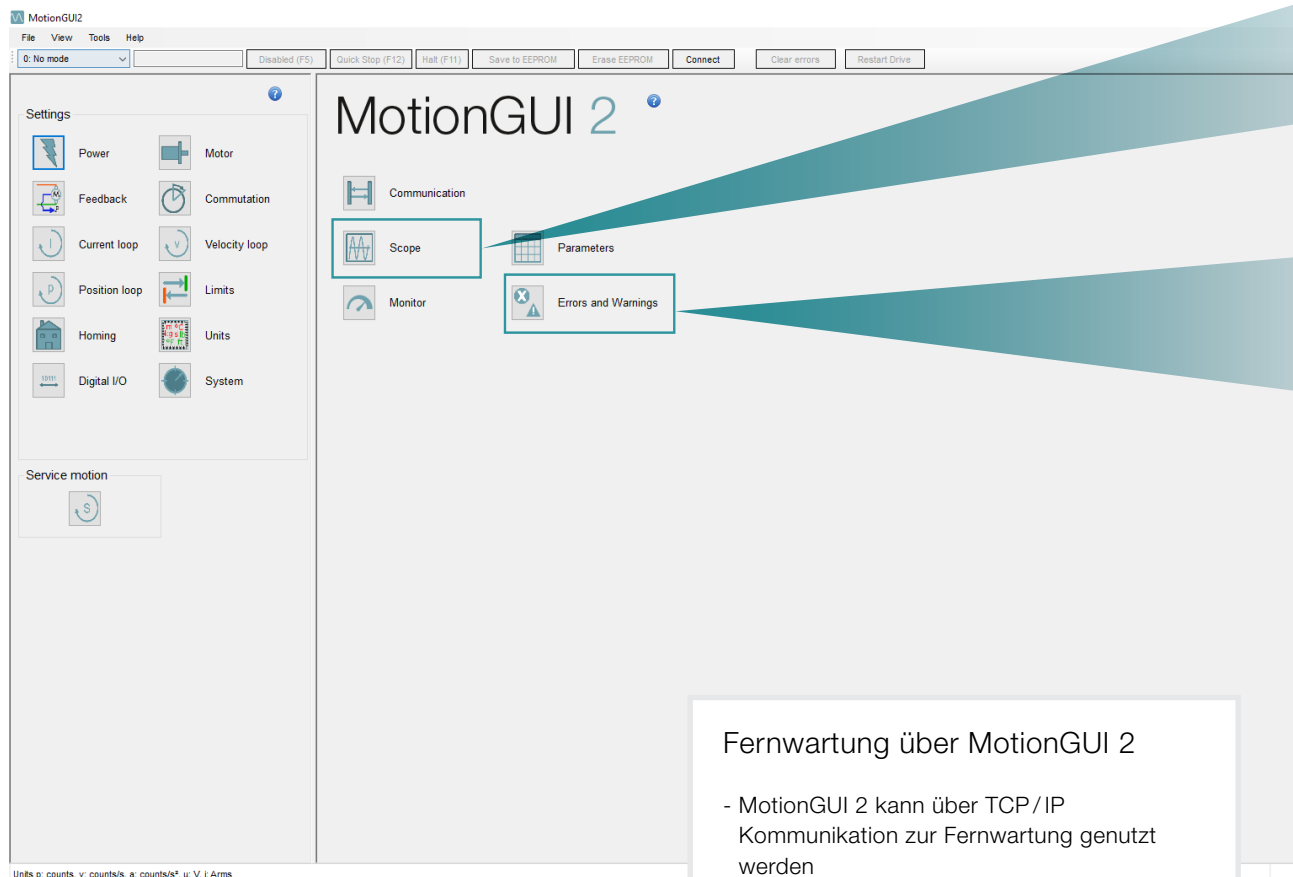 MotionGUI2
File View Tools Help
0: No mode
Disabled (F5)
Quick Stop (F12)
Halt (F11)
Save to EEPROM
Erase EEPROM
Connect
Clear errors
Restart Drive
Settings
Power
Motor
Feedback
Commutation
Current loop
Velocity loop
Position loop
Limits
Homing
Units
Digital I/O
System
Service motion
S
MotionGUI 2
Communication
Scope
Parameters
Monitor
Errors and Warnings
Fernwartung über MotionGUI 2
- MotionGUI 2 kann über TCP/IP
Kommunikation zur Fernwartung genutzt
werden
Units p: counts, v: counts/s, a: counts/s², u: V, i: Arms